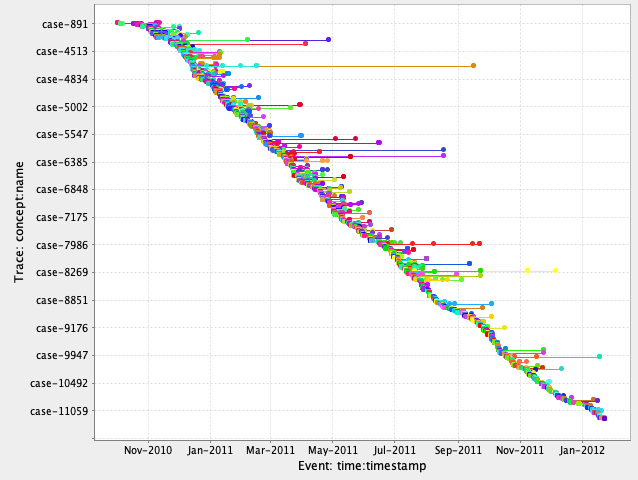 case-891
case-4513
case-4834
case-5002
case-5547
case-6385
case-6848
case-7175
case-7986
case-8269
case-8851
case-9176
case-9947
case-10492
case-11059
Trace: concept:name
Nov-2010 Jan-2011 Mar-2011 May-2011 Jul-2011 Sep-2011 Nov-2011 Jan-2012
Event: time:timestamp